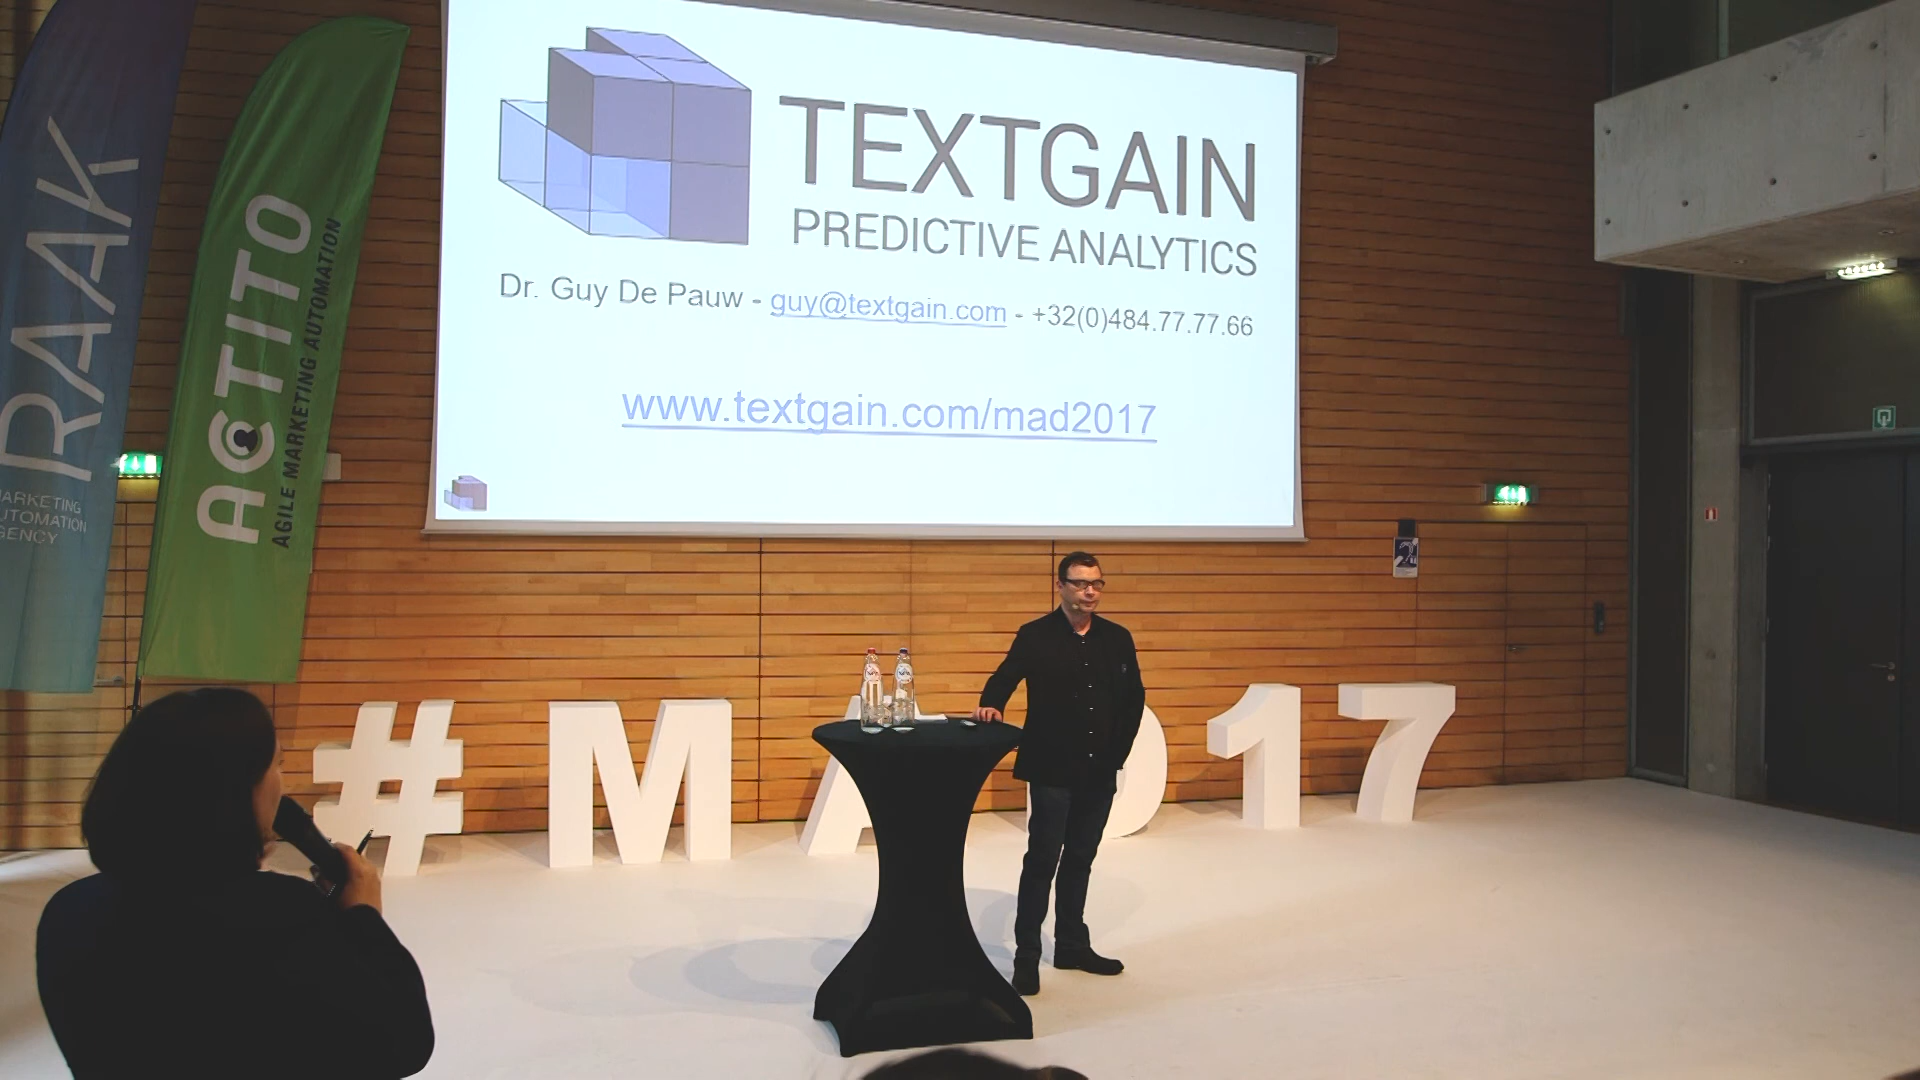 TEXTGAIN
PREDICTIVE ANALYTICS
Dr. Guy De Pauw - guy@textgain.com - +32(0)484.77.77.66
www.textgain.com/mad2017
RAAK
MARKETING
AUTOMATION
AGENCY
ACTITO
AGILE MARKETING AUTOMATION
#MAD17